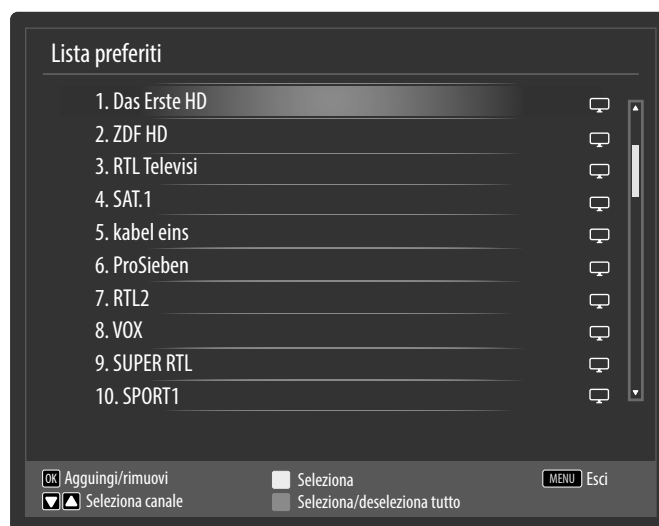 Lista preferiti
1. Das Erste HD
2. ZDF HD
3. RTL Televisi
4. SAT.1
5. kabel eins
6. ProSieben
7. RTL2
8. VOX
9. SUPER RTL
10. SPORT1
OK Agguingi/rimuovi Seleziona MENU Esci
Seleziona canale Seleziona/deseleziona tutto